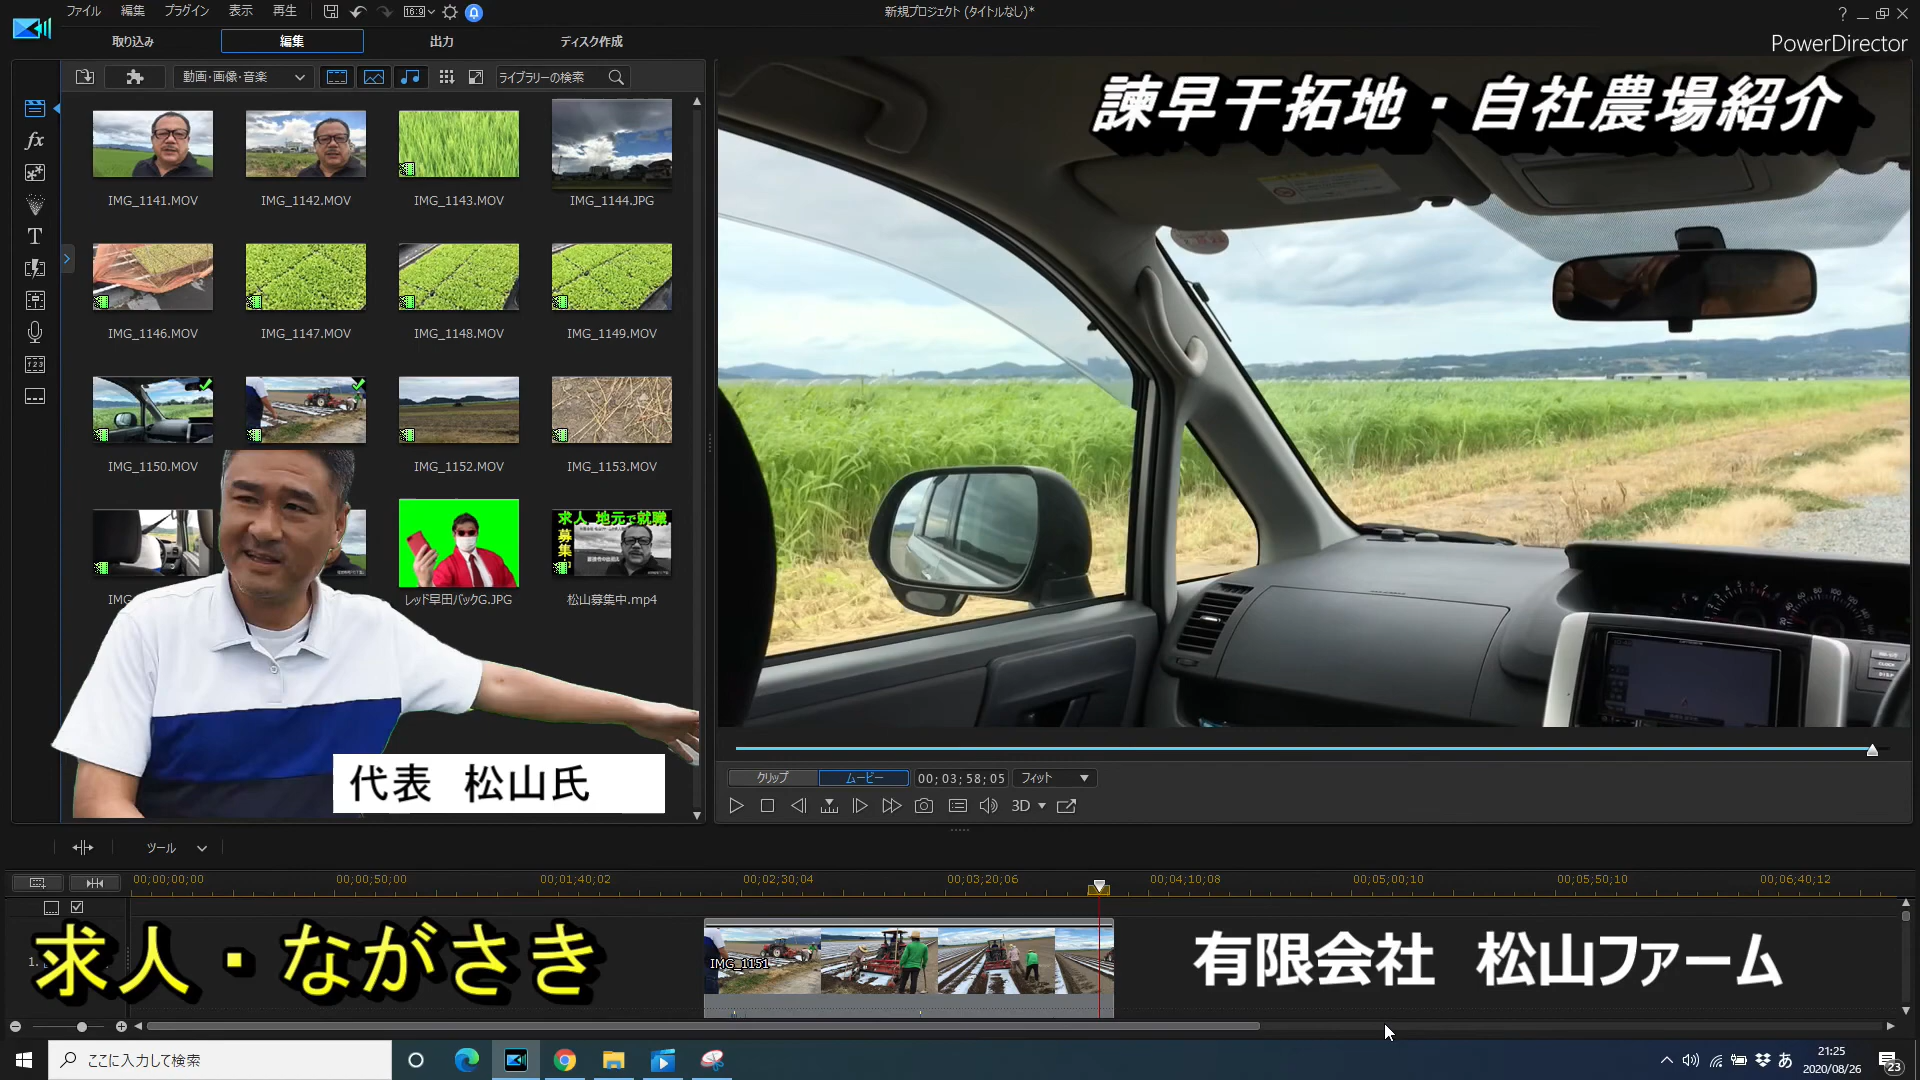 ファイル 編集 プラグイン 表示 再生 16:9 新規プロジェクト (タイトルなし)*
取り込み 編集 出力 ディスク作成 PowerDirector
動画・画像・音楽 ライブラリーの検索
諫早干拓地・自社農場紹介
IMG_1141.MOV IMG_1142.MOV IMG_1143.MOV IMG_1144.JPG
IMG_1146.MOV IMG_1147.MOV IMG_1148.MOV IMG_1149.MOV
IMG_1150.MOV IMG_1152.MOV IMG_1153.MOV
求人 地元で就職
募集中
IMG レッド早田バックG.JPG 松山募集中.mp4
代表 松山氏
クリップ ムービー 00;03;58;05 フィット
3D
ツール
00;00;00;00 00;00;50;00 00;01;40;02 00;02;30;04 00;03;20;06 00;04;10;08 00;05;00;10 00;05;50;10 00;06;40;12
1.
求人・ながさき
IMG_1151
有限会社 松山ファーム
ここに入力して検索
あ 21:25
2020/08/26
23